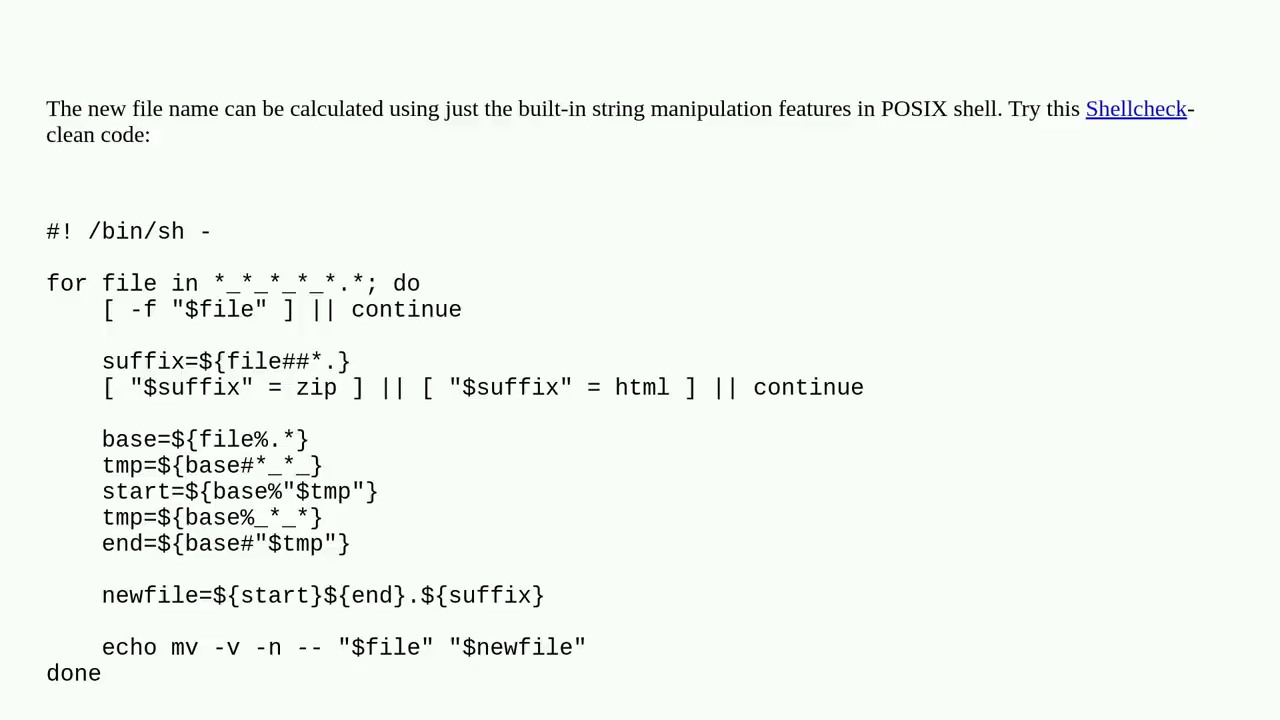 The new file name can be calculated using just the built-in string manipulation features in POSIX shell. Try this Shellcheck-
clean code:
#! /bin/sh -
for file in *_*_*_*_*.*; do
    [ -f "$file" ] || continue
    suffix=${file##*.}
    [ "$suffix" = zip ] || [ "$suffix" = html ] || continue
    base=${file%.*}
    tmp=${base#*_*_}
    start=${base%"$tmp"}
    tmp=${base%_*_*}
    end=${base#"$tmp"}
    newfile=${start}${end}.${suffix}
    echo mv -v -n -- "$file" "$newfile"
done